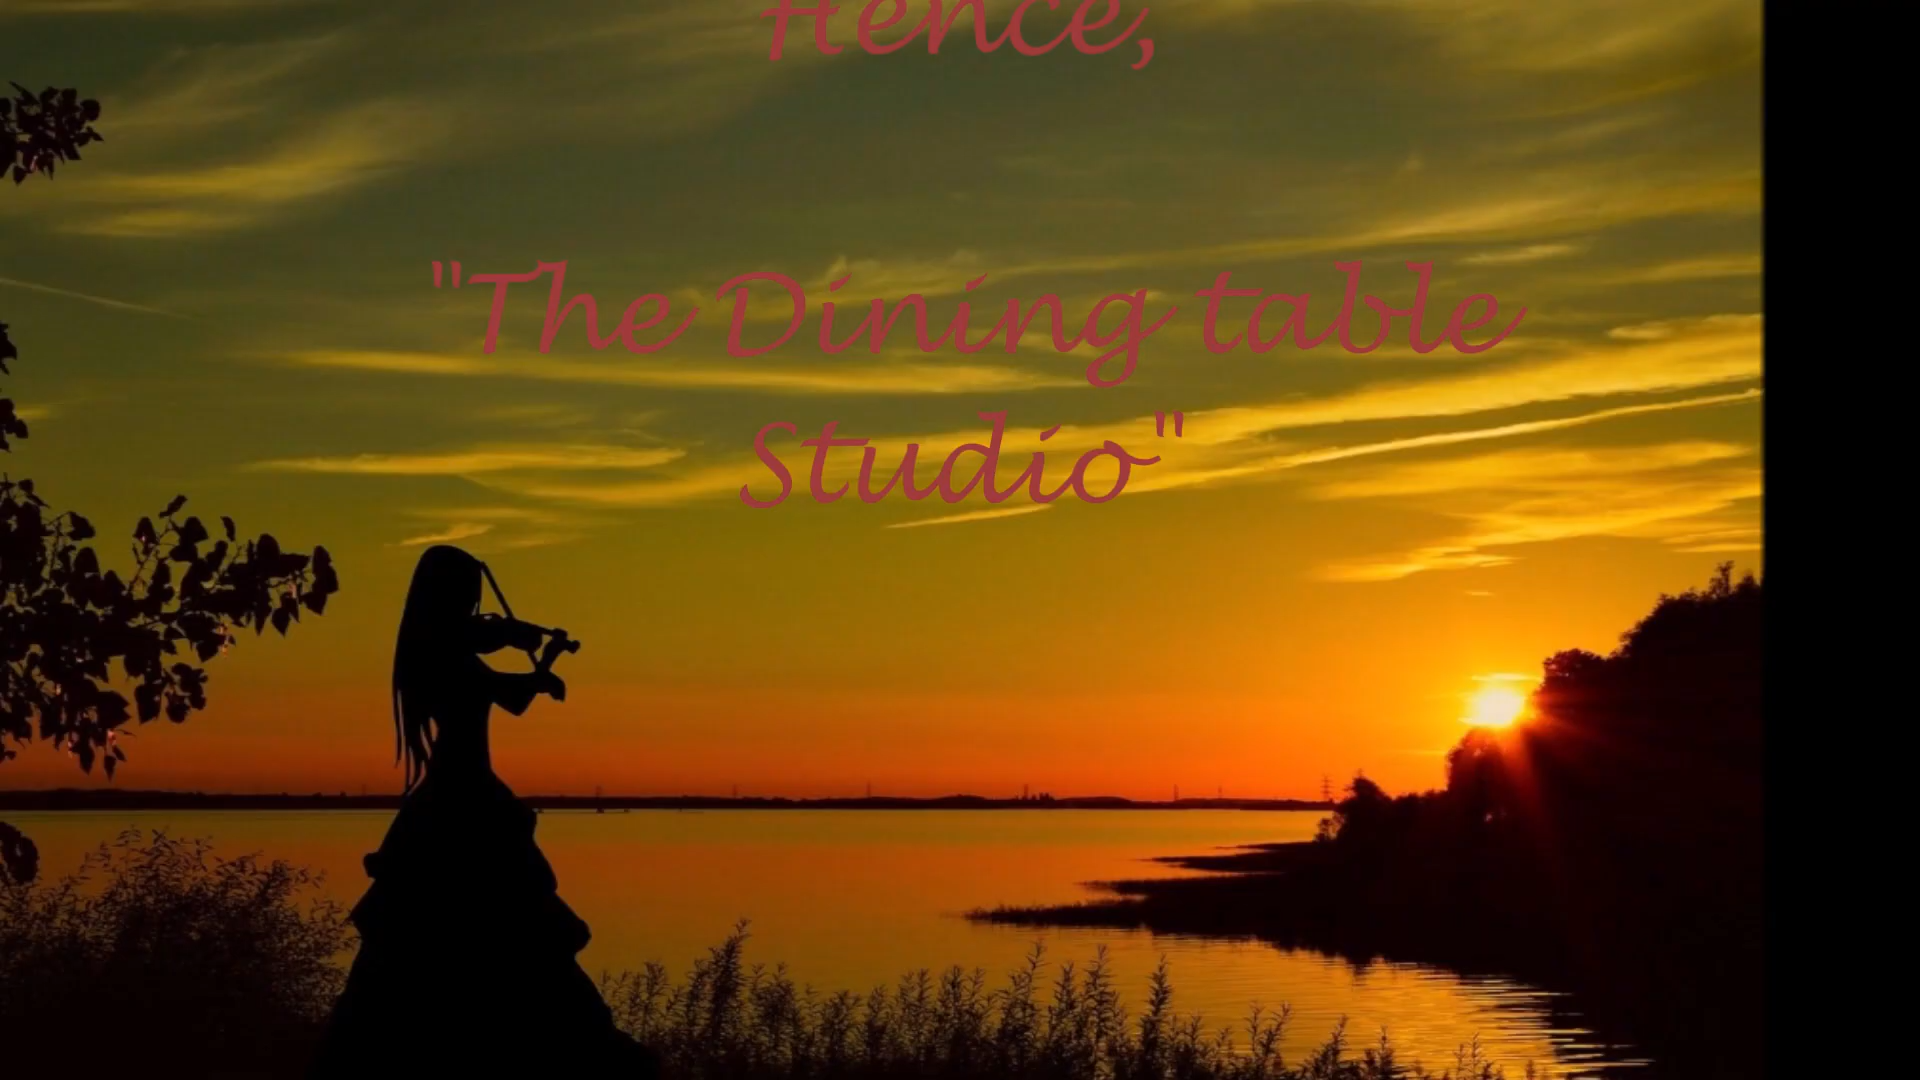 Hence,
"The Dining table
Studio"